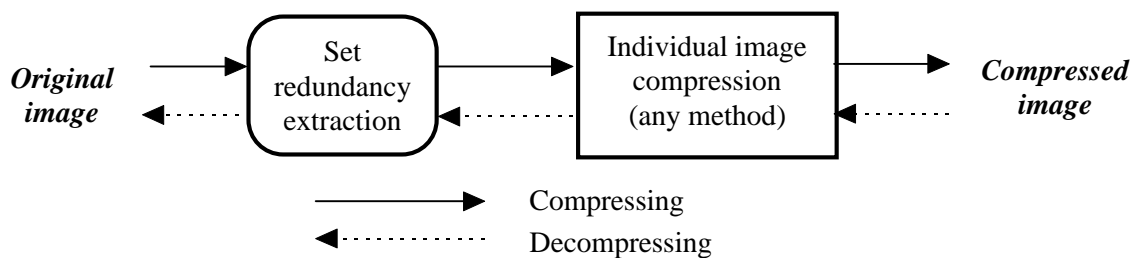 Original
image
Set
redundancy
extraction
Individual image
compression
(any method)
Compressed
image
Compressing
Decompressing